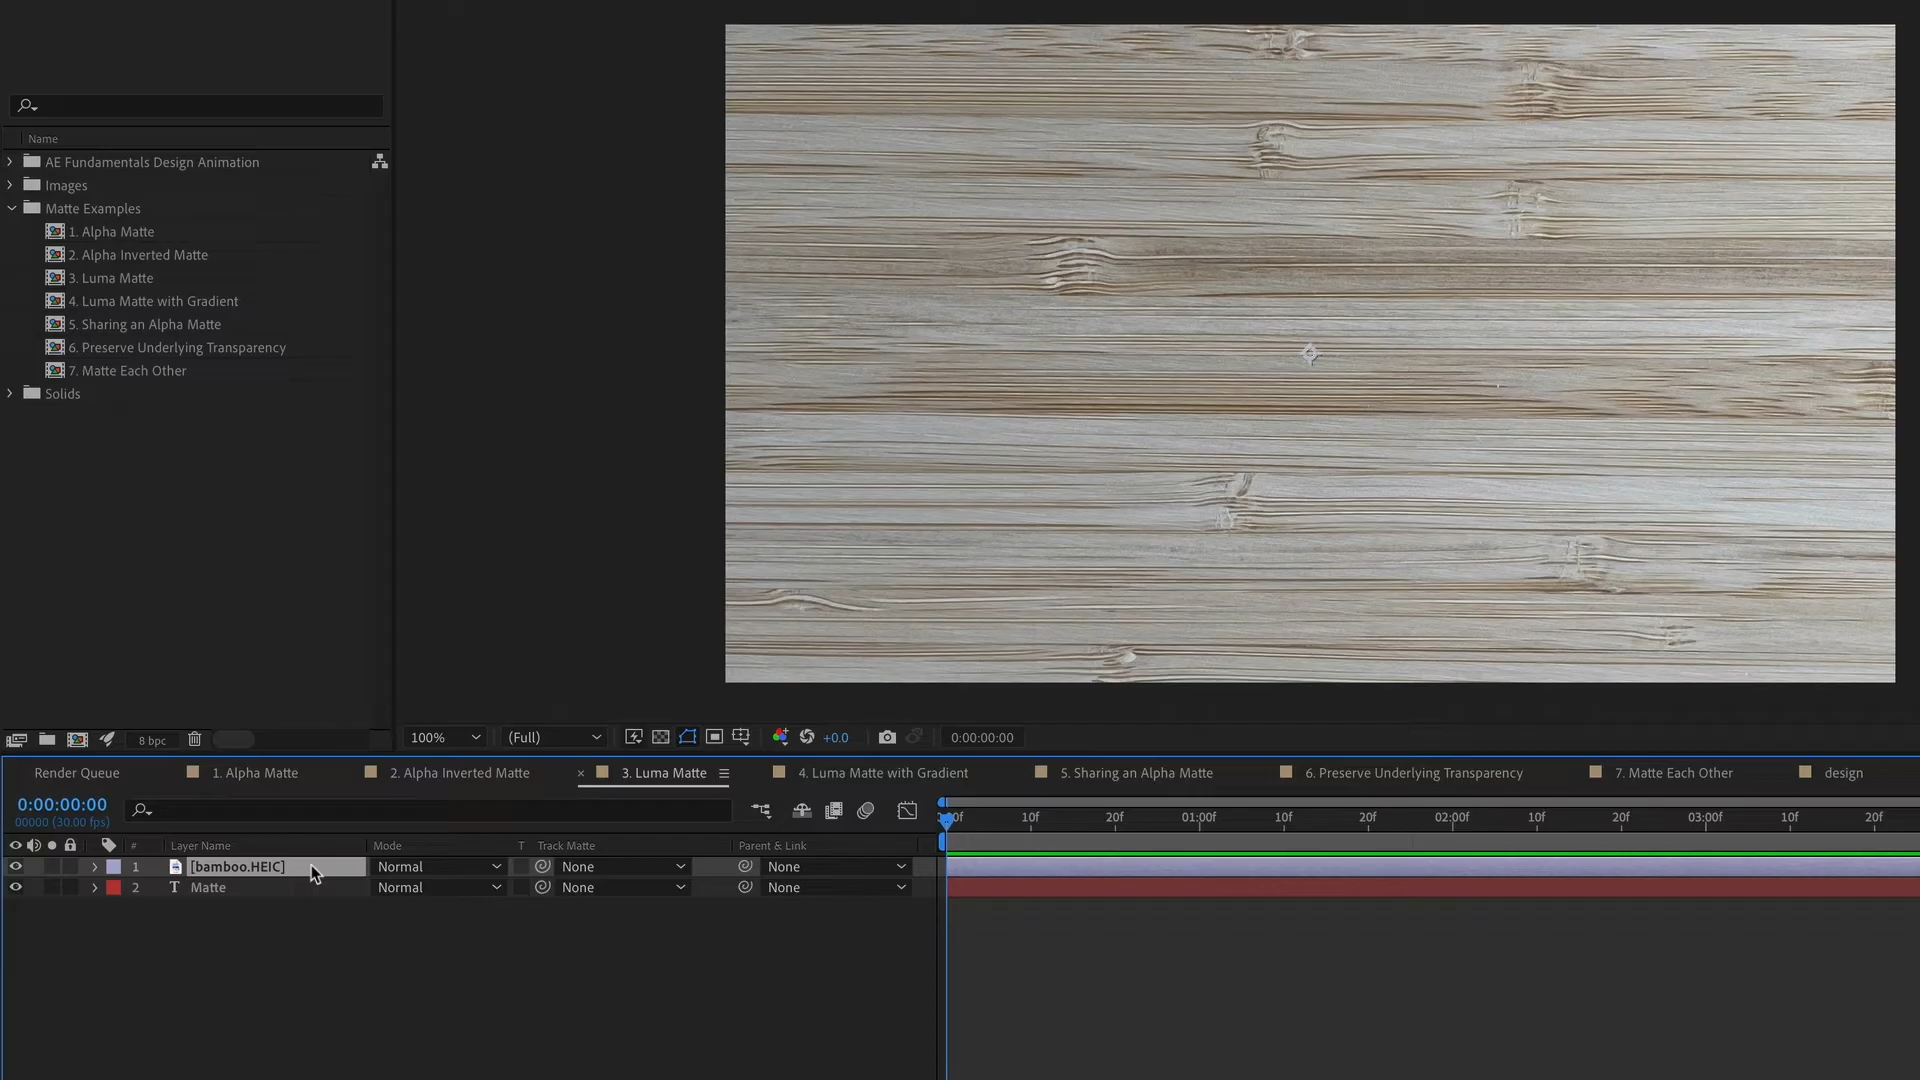 Name
AE Fundamentals Design Animation
Images
Matte Examples
1. Alpha Matte
2. Alpha Inverted Matte
3. Luma Matte
4. Luma Matte with Gradient
5. Sharing an Alpha Matte
6. Preserve Underlying Transparency
7. Matte Each Other
Solids
8 bpc
100% (Full) +0.0 0:00:00:00
Render Queue 1. Alpha Matte 2. Alpha Inverted Matte × 3. Luma Matte 4. Luma Matte with Gradient 5. Sharing an Alpha Matte 6. Preserve Underlying Transparency 7. Matte Each Other design
0:00:00:00
00000 (30.00 fps)
10f 20f 01:00f 10f 20f 02:00f 10f 20f 03:00f 10f 20f
# Layer Name Mode T Track Matte Parent & Link
1 [bamboo.HEIC] Normal None None
2 T Matte Normal None None